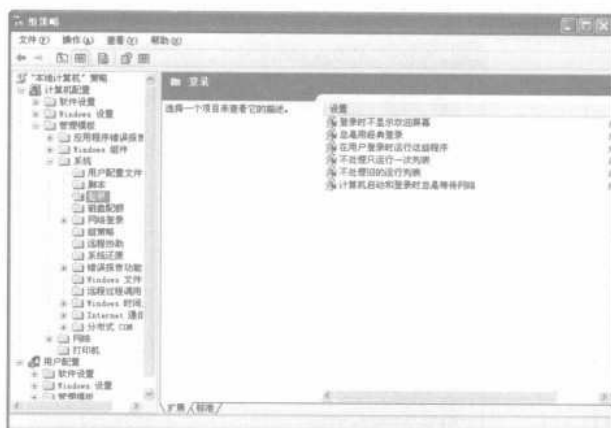 组策略
文件(F) 操作(A) 查看(V) 帮助(H)
"本地计算机" 策略
计算机配置
软件设置
Windows 设置
管理模板
应用程序错误报告
Windows 组件
系统
用户配置文件
脚本
登录
磁盘配额
网络登录
组策略
远程协助
系统还原
错误报告功能
Windows 文件
远程过程调用
Windows 时间
Internet 通信
分布式 COM
网络
打印机
用户配置
软件设置
Windows 设置
管理模板
登录
选择一个项目来查看它的描述。
设置
登录时不显示欢迎屏幕
总是用经典登录
在用户登录时运行这些程序
不处理只运行一次列表
不处理旧的运行列表
计算机启动和登录时总是等待网络
扩展 标准